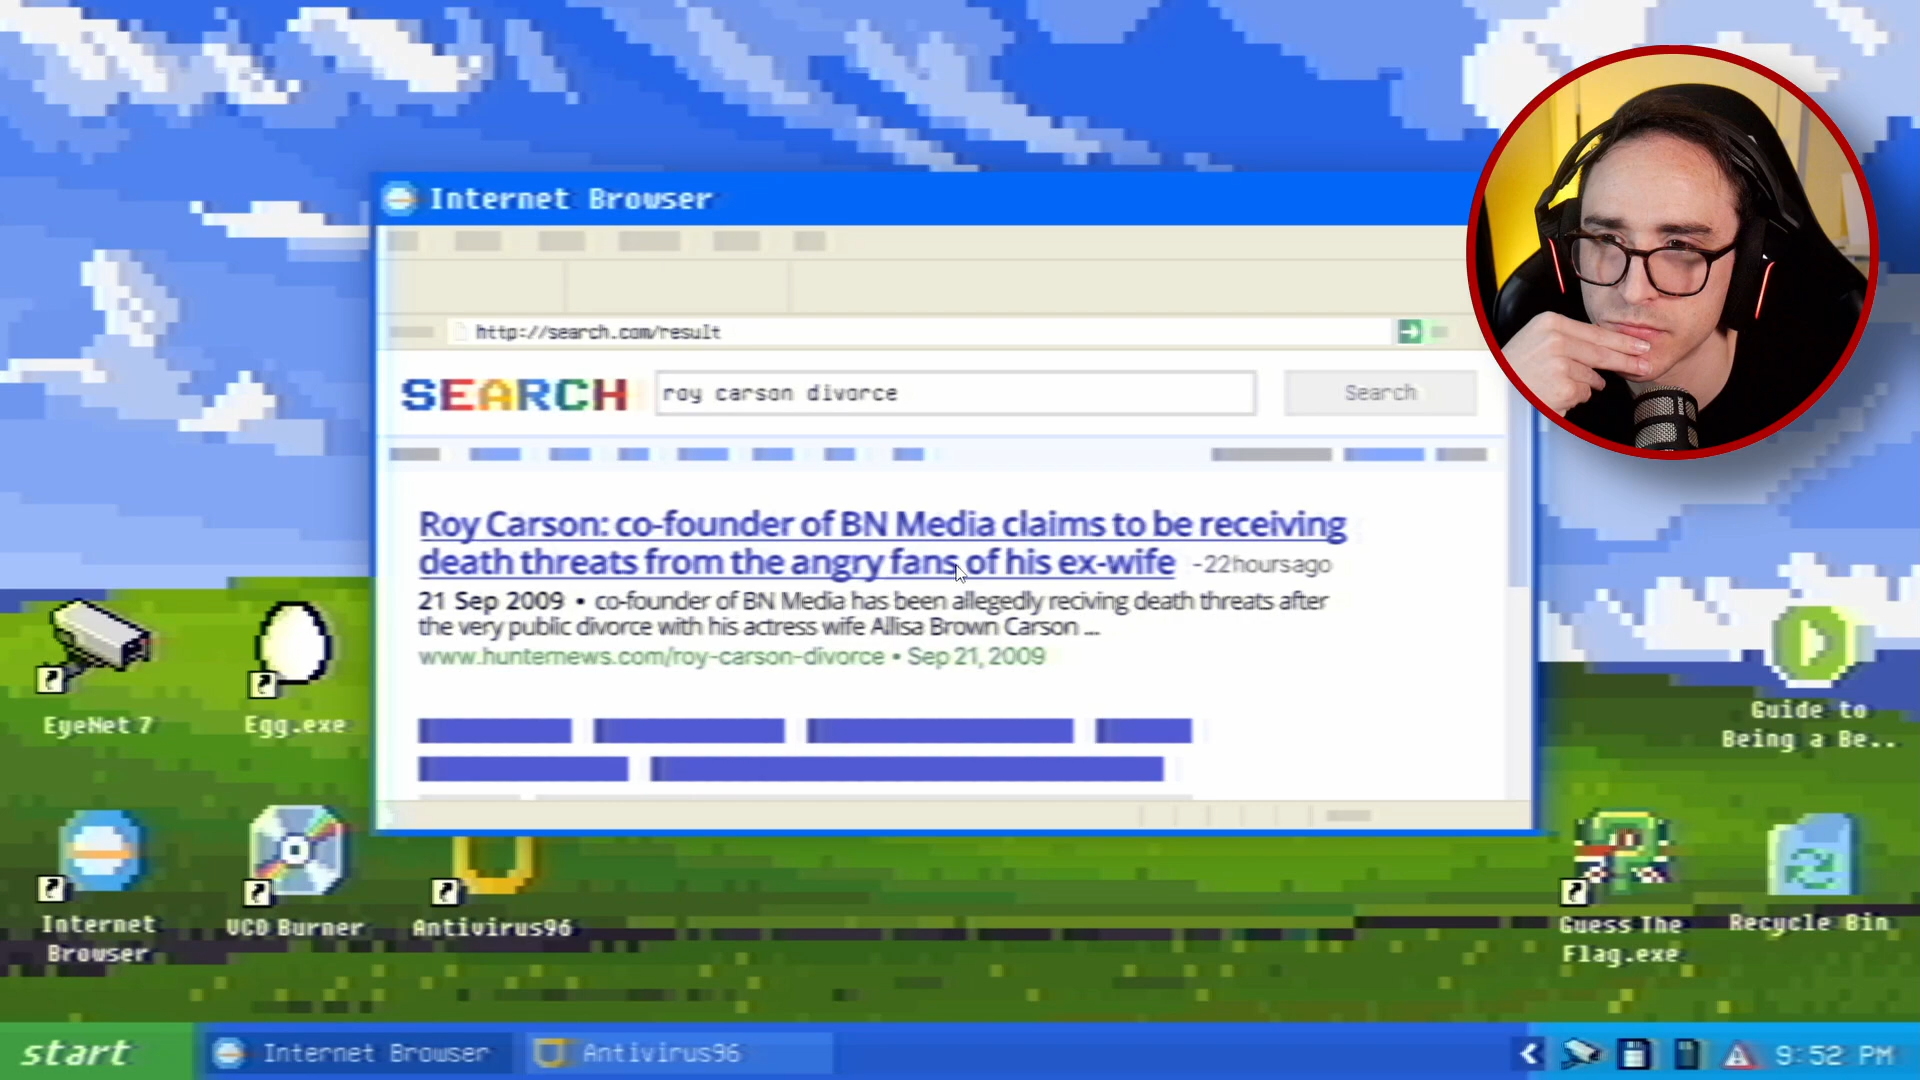 Internet Browser
http://search.com/result
SEARCH
roy carson divorce
Search
Roy Carson: co-founder of BN Media claims to be receiving
death threats from the angry fans of his ex-wife - 22hoursago
21 Sep 2009 • co-founder of BN Media has been allegedly reciving death threats after
the very public divorce with his actress wife Allisa Brown Carson ...
www.hunternews.com/roy-carson-divorce • Sep 21, 2009
EyeNet 7
Egg.exe
Guide to
Being a Be..
Internet
Browser
VCD Burner
Antivirus96
Guess The
Flag.exe
Recycle Bin
start
Internet Browser
Antivirus96
9:52 PM